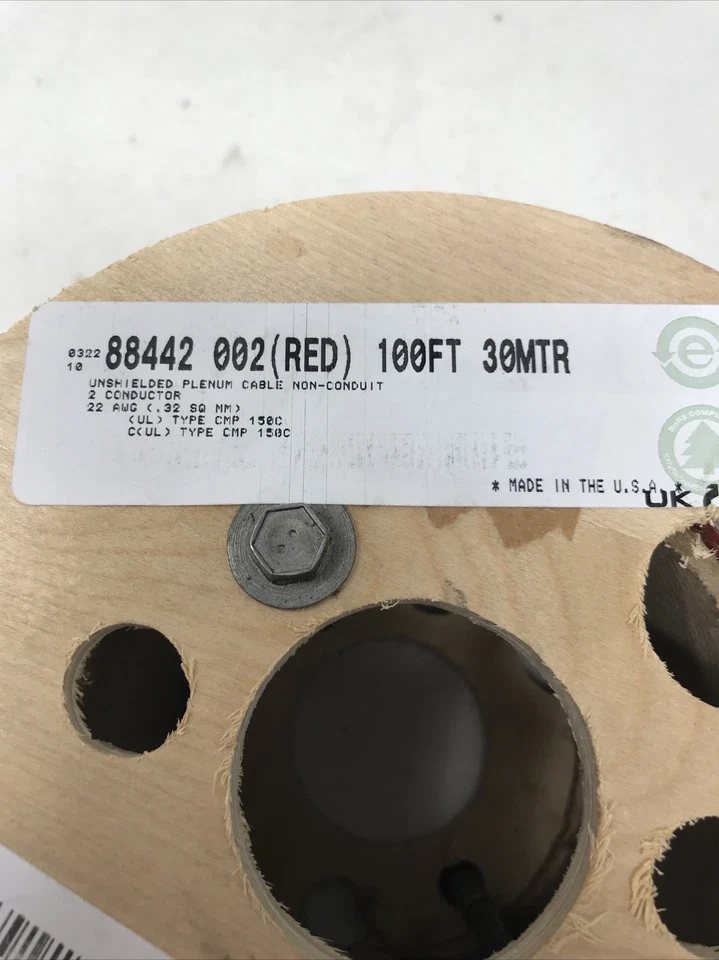 0322 88442 002(RED) 100FT 30MTR
10
UNSHIELDED PLENUM CABLE NON-CONDUIT
2 CONDUCTOR
22 AWG (.32 SQ MM)
(UL) TYPE CMP 150C
C(UL) TYPE CMP 150C
e
RoHS
* MADE IN THE U.S.A. *
UK